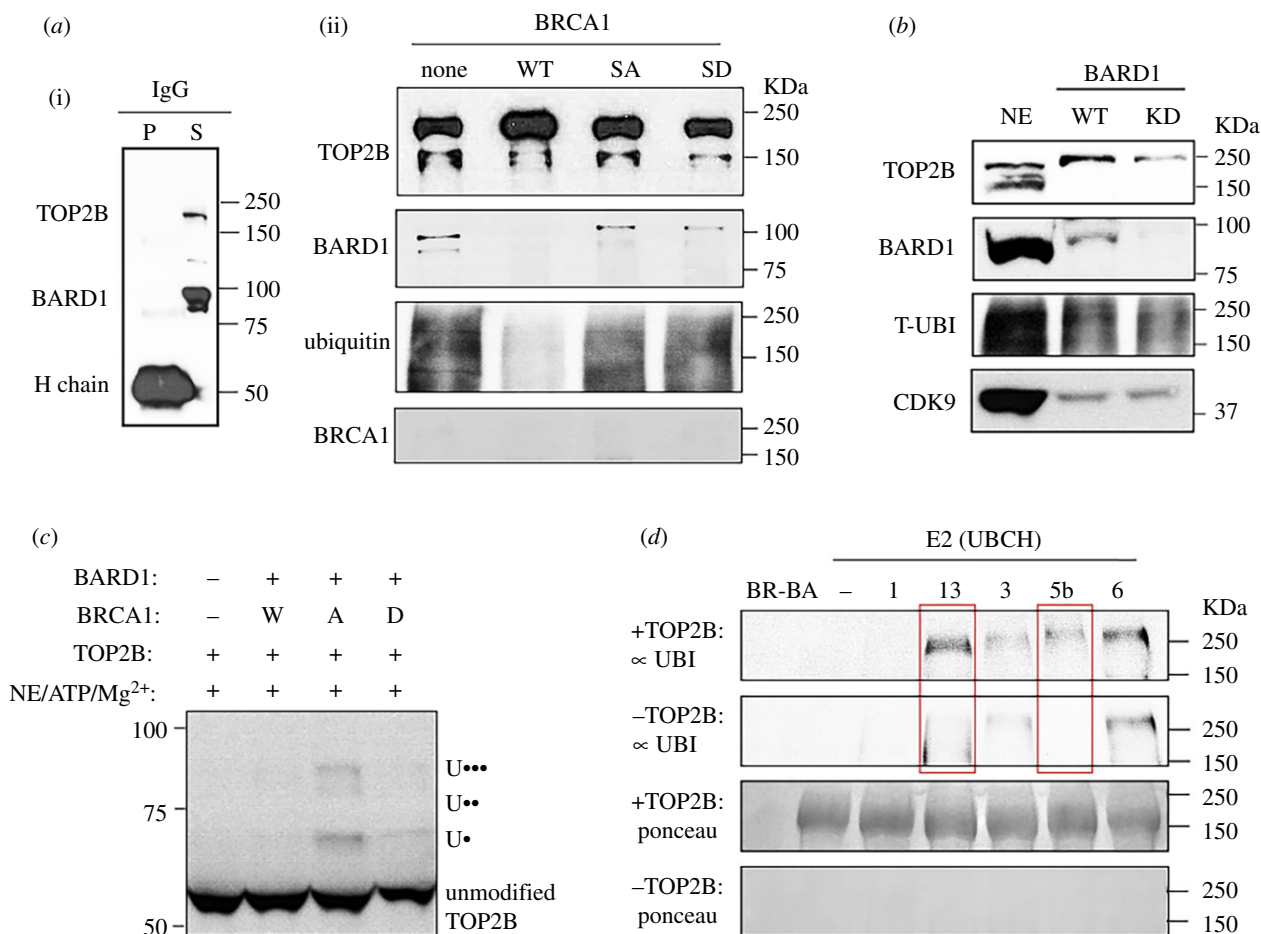 (a)
(i)
IgG
P S
TOP2B
BARD1
H chain
250
150
100
75
50
(ii)
BRCA1
none WT SA SD
KDa
TOP2B
250
150
BARD1
100
75
ubiquitin
250
150
BRCA1
250
150
(b)
BARD1
NE WT KD
KDa
TOP2B
250
150
BARD1
100
75
T-UBI
250
150
CDK9
37
(c)
BARD1: – + + +
BRCA1: – W A D
TOP2B: + + + +
NE/ATP/Mg²⁺: + + + +
100
75
50
U•••
U••
U•
unmodified
TOP2B
(d)
E2 (UBCH)
BR-BA – 1 13 3 5b 6
KDa
+TOP2B:
∝ UBI
250
150
–TOP2B:
∝ UBI
250
150
+TOP2B:
ponceau
250
150
–TOP2B:
ponceau
250
150